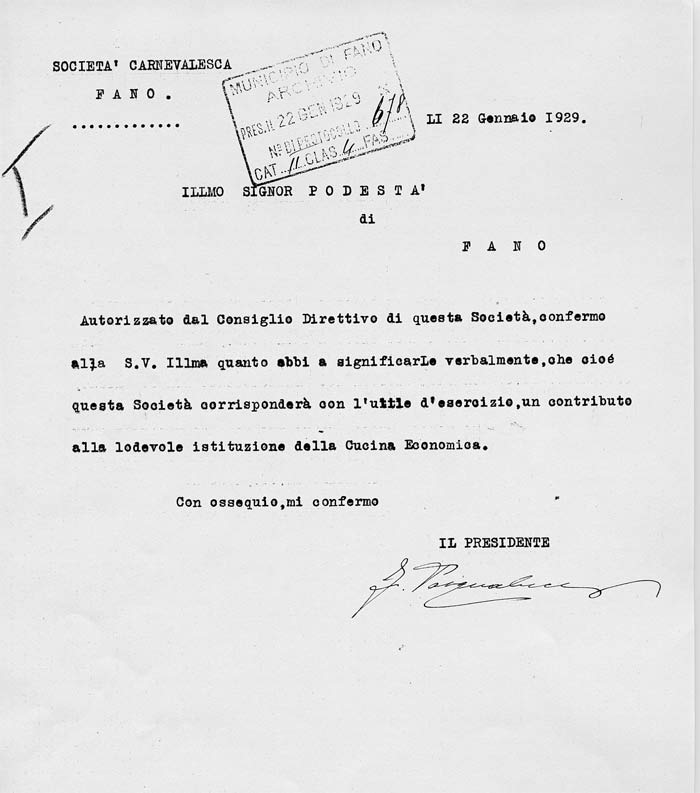 SOCIETA' CARNEVALESCA
F A N O .
.............
MUNICIPIO DI FANO
ARCHIVIO
PRES. IL 22 GEN 1929
N° DI PROTOCOLLO 678
CAT. 11 CLAS. 4 FAS.
LI 22 Gennaio 1929.
I
ILLMO SIGNOR P O D E S T A'
di
F A N O
Autorizzato dal Consiglio Direttivo di questa Società,confermo
alla S.V. Illma quanto ebbi a significarLe verbalmente,che cioé
questa Società corrisponderà con l'utile d'esercizio,un contributo
alla lodevole istituzione della Cucina Economica.
Con ossequio,mi confermo
IL PRESIDENTE